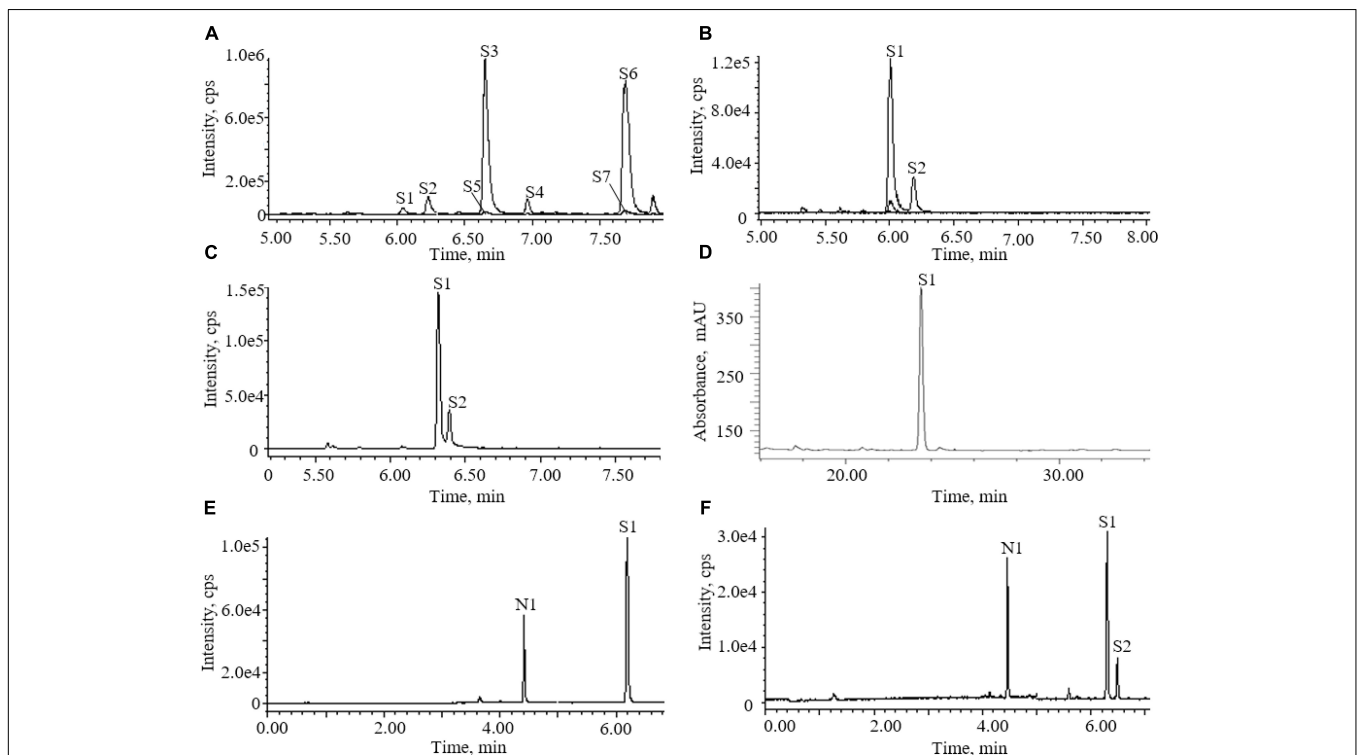 A
1.0e6
6.0e5
2.0e5
0
Intensity, cps
S1
S2
S5
S3
S4
S7
S6
5.00
5.50
6.00
6.50
7.00
7.50
Time, min
B
1.2e5
8.0e4
4.0e4
0
Intensity, cps
S1
S2
5.00
5.50
6.00
6.50
7.00
7.50
8.00
Time, min
C
1.5e5
1.0e5
5.0e4
0
Intensity, cps
S1
S2
0
5.50
6.00
6.40
7.00
7.50
Time, min
D
350
250
150
Absorbance, mAU
S1
20.00
30.00
Time, min
E
1.0e5
6.0e4
2.0e4
0
Intensity, cps
N1
S1
0.00
2.00
4.00
6.00
Time, min
F
3.0e4
2.0e4
1.0e4
0
Intensity, cps
N1
S1
S2
0.00
2.00
4.00
6.00
Time, min